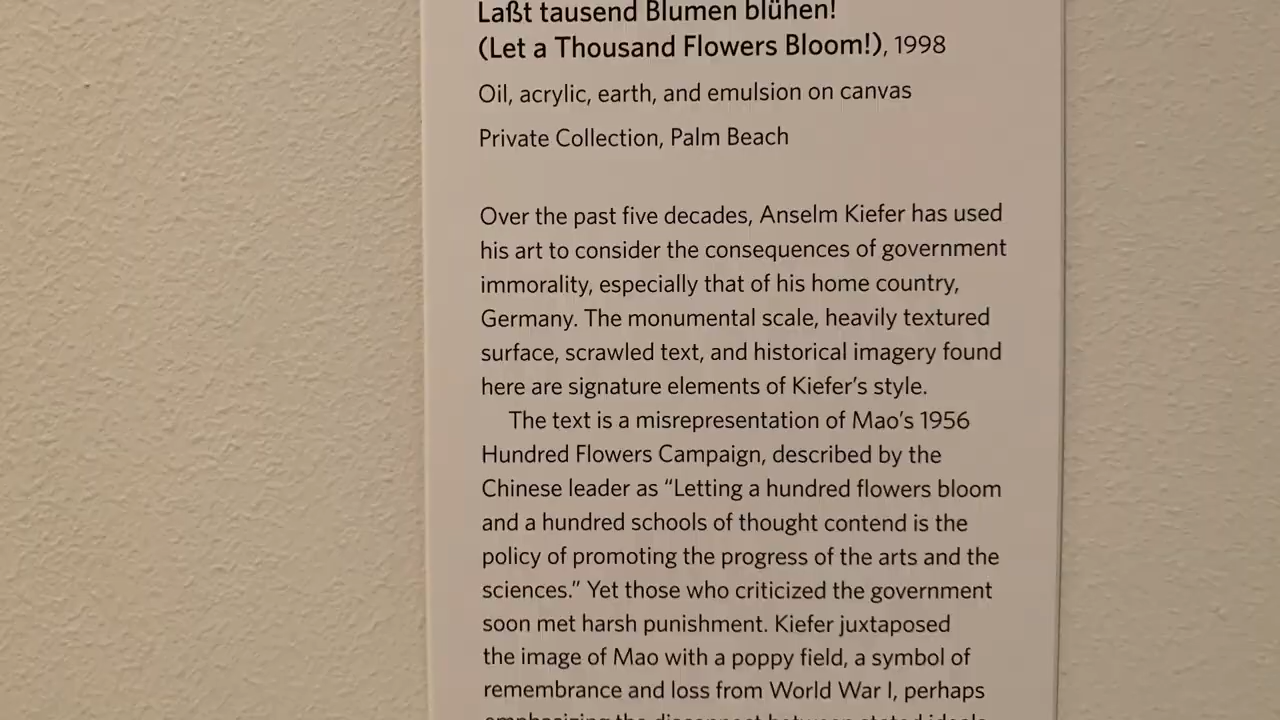 Laßt tausend Blumen blühen!
(Let a Thousand Flowers Bloom!), 1998
Oil, acrylic, earth, and emulsion on canvas
Private Collection, Palm Beach
Over the past five decades, Anselm Kiefer has used
his art to consider the consequences of government
immorality, especially that of his home country,
Germany. The monumental scale, heavily textured
surface, scrawled text, and historical imagery found
here are signature elements of Kiefer’s style.
The text is a misrepresentation of Mao’s 1956
Hundred Flowers Campaign, described by the
Chinese leader as “Letting a hundred flowers bloom
and a hundred schools of thought contend is the
policy of promoting the progress of the arts and the
sciences.” Yet those who criticized the government
soon met harsh punishment. Kiefer juxtaposed
the image of Mao with a poppy field, a symbol of
remembrance and loss from World War I, perhaps
emphasizing the disconnect between stated ideals